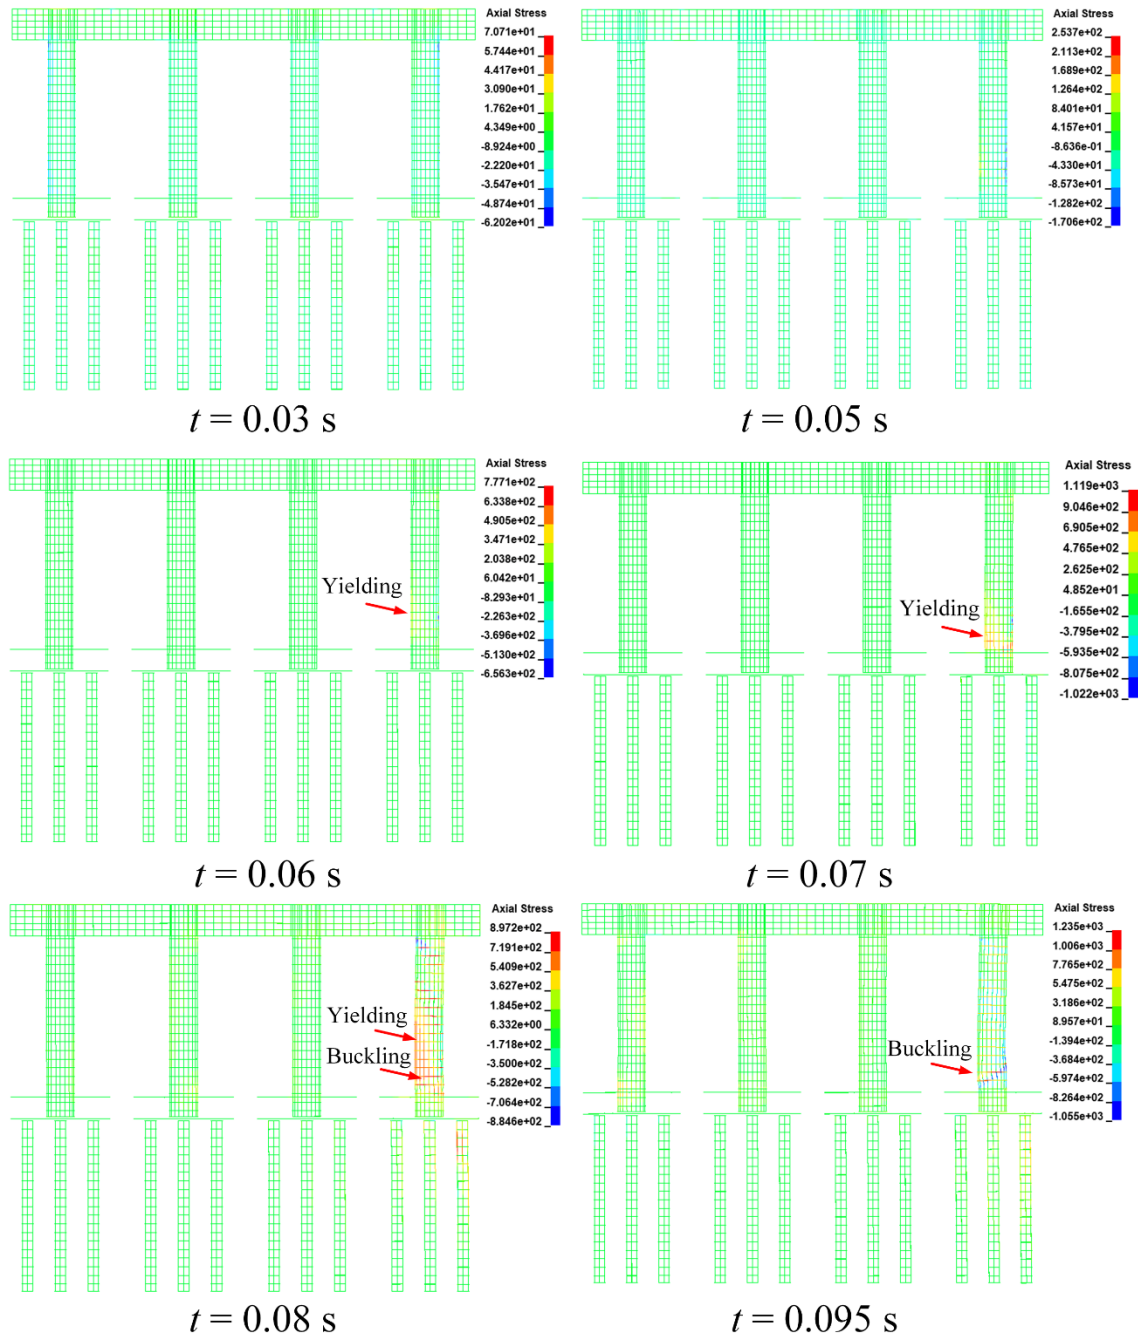 Axial Stress
7.071e+01
5.744e+01
4.417e+01
3.090e+01
1.762e+01
4.349e+00
-8.924e+00
-2.220e+01
-3.547e+01
-4.874e+01
-6.202e+01
t = 0.03 s
Axial Stress
2.537e+02
2.113e+02
1.689e+02
1.264e+02
8.401e+01
4.157e+01
-8.636e-01
-4.330e+01
-8.573e+01
-1.282e+02
-1.706e+02
t = 0.05 s
Axial Stress
7.771e+02
6.338e+02
4.905e+02
3.471e+02
2.038e+02
6.042e+01
-8.293e+01
-2.263e+02
-3.696e+02
-5.130e+02
-6.563e+02
Yielding
t = 0.06 s
Axial Stress
1.119e+03
9.046e+02
6.905e+02
4.765e+02
2.625e+02
4.852e+01
-1.655e+02
-3.795e+02
-5.935e+02
-8.075e+02
-1.022e+03
Yielding
t = 0.07 s
Axial Stress
8.972e+02
7.191e+02
5.409e+02
3.627e+02
1.845e+02
6.332e+00
-1.718e+02
-3.500e+02
-5.282e+02
-7.064e+02
-8.846e+02
Yielding
Buckling
t = 0.08 s
Axial Stress
1.235e+03
1.006e+03
7.765e+02
5.475e+02
3.186e+02
8.957e+01
-1.394e+02
-3.684e+02
-5.974e+02
-8.264e+02
-1.055e+03
Buckling
t = 0.095 s